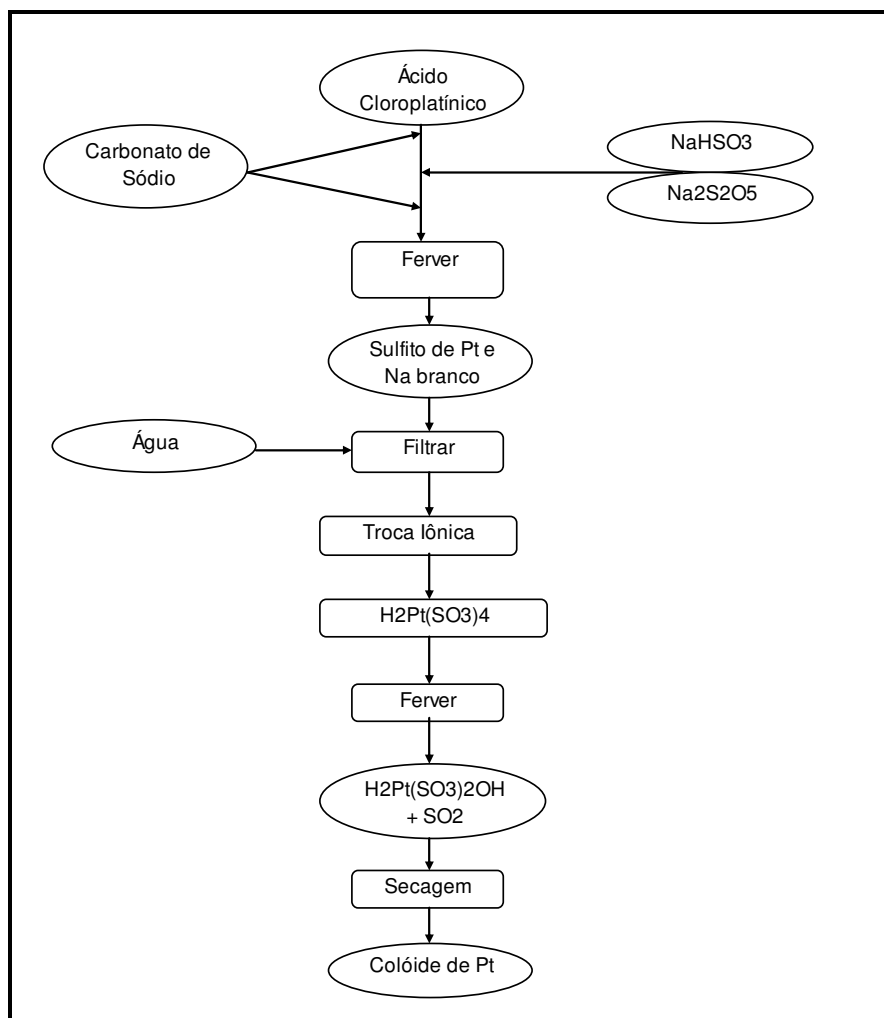 Ácido
Cloroplatínico
Carbonato de
Sódio
NaHSO3
Na2S2O5
Ferver
Sulfito de Pt e
Na branco
Água
Filtrar
Troca Iônica
H2Pt(SO3)4
Ferver
H2Pt(SO3)2OH
+ SO2
Secagem
Colóide de Pt